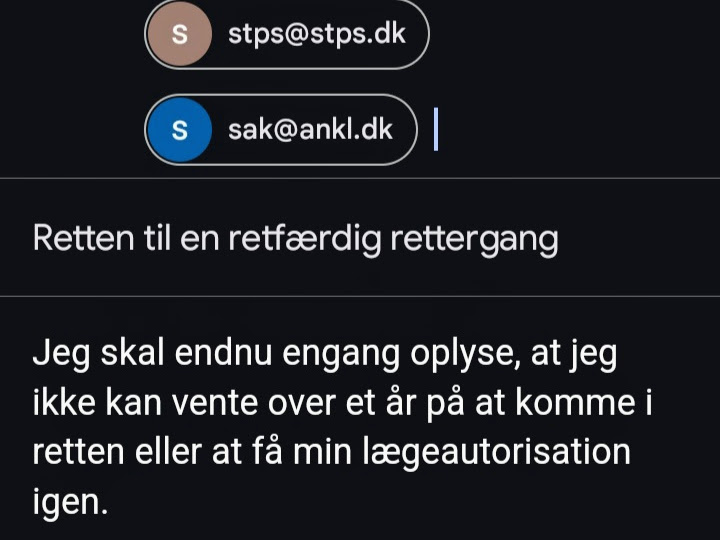 S stps@stps.dk
S sak@ankl.dk
Retten til en retfærdig rettergang
Jeg skal endnu engang oplyse, at jeg
ikke kan vente over et år på at komme i
retten eller at få min lægeautorisation
igen.